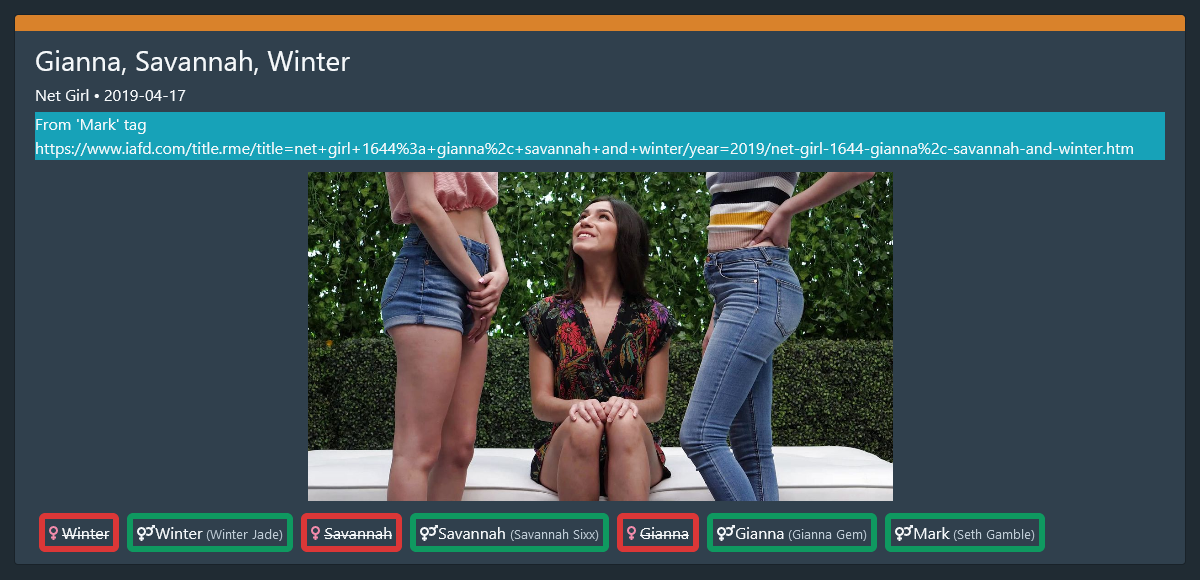 Gianna, Savannah, Winter
Net Girl • 2019-04-17
From 'Mark' tag
https://www.iafd.com/title.rme/title=net+girl+1644%3a+gianna%2c+savannah+and+winter/year=2019/net-girl-1644-gianna%2c-savannah-and-winter.htm
Winter Winter (Winter Jade) Savannah Savannah (Savannah Sixx) Gianna Gianna (Gianna Gem) Mark (Seth Gamble)